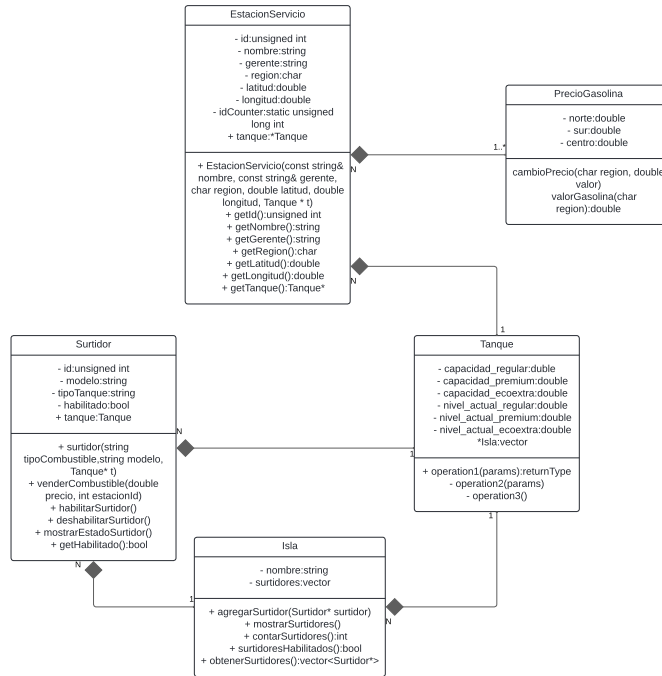 EstacionServicio
- id:unsigned int
- nombre:string
- gerente:string
- region:char
- latitud:double
- longitud:double
- idCounter:static unsigned
long int
+ tanque:*Tanque
+ EstacionServicio(const string&
nombre, const string& gerente,
char region, double latitud, double
longitud, Tanque * t)
+ getId():unsigned int
+ getNombre():string
+ getGerente():string
+ getRegion():char
+ getLatitud():double
+ getLongitud():double
+ getTanque():Tanque*
N
1..*
PrecioGasolina
- norte:double
- sur:double
- centro:double
cambioPrecio(char region, double
valor)
valorGasolina(char
region):double
N
1
Surtidor
- id:unsigned int
- modelo:string
- tipoTanque:string
- habilitado:bool
+ tanque:Tanque
+ surtidor(string
tipoCombustible,string modelo,
Tanque* t)
+ venderCombustible(double
precio, int estacionId)
+ habilitarSurtidor()
+ deshabilitarSurtidor()
+ mostrarEstadoSurtidor()
+ getHabilitado():bool
N
1
Tanque
- capacidad_regular:duble
- capacidad_premium:double
- capacidad_ecoextra:double
- nivel_actual_regular:double
- nivel_actual_premium:double
- nivel_actual_ecoextra:double
*Isla:vector
+ operation1(params):returnType
- operation2(params)
- operation3()
1
N
N
1
Isla
- nombre:string
- surtidores:vector
+ agregarSurtidor(Surtidor* surtidor)
+ mostrarSurtidores()
+ contarSurtidores():int
+ surtidoresHabilitados():bool
+ obtenerSurtidores():vector<Surtidor*>